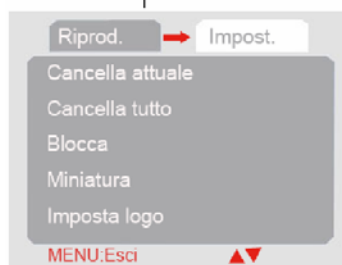 Riprod. Impost.
Cancella attuale
Cancella tutto
Blocca
Miniatura
Imposta logo
MENU:Esci